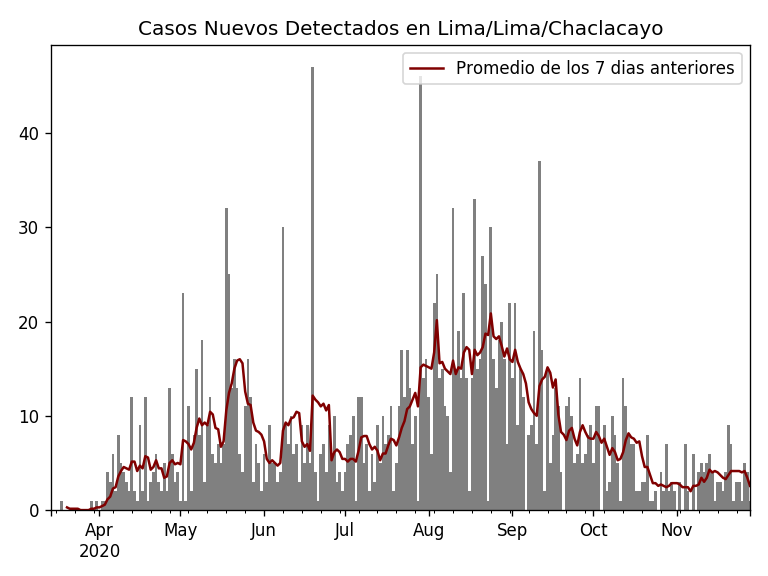 Casos Nuevos Detectados en Lima/Lima/Chaclacayo
Promedio de los 7 dias anteriores
40
30
20
10
0
Apr May Jun Jul Aug Sep Oct Nov
2020